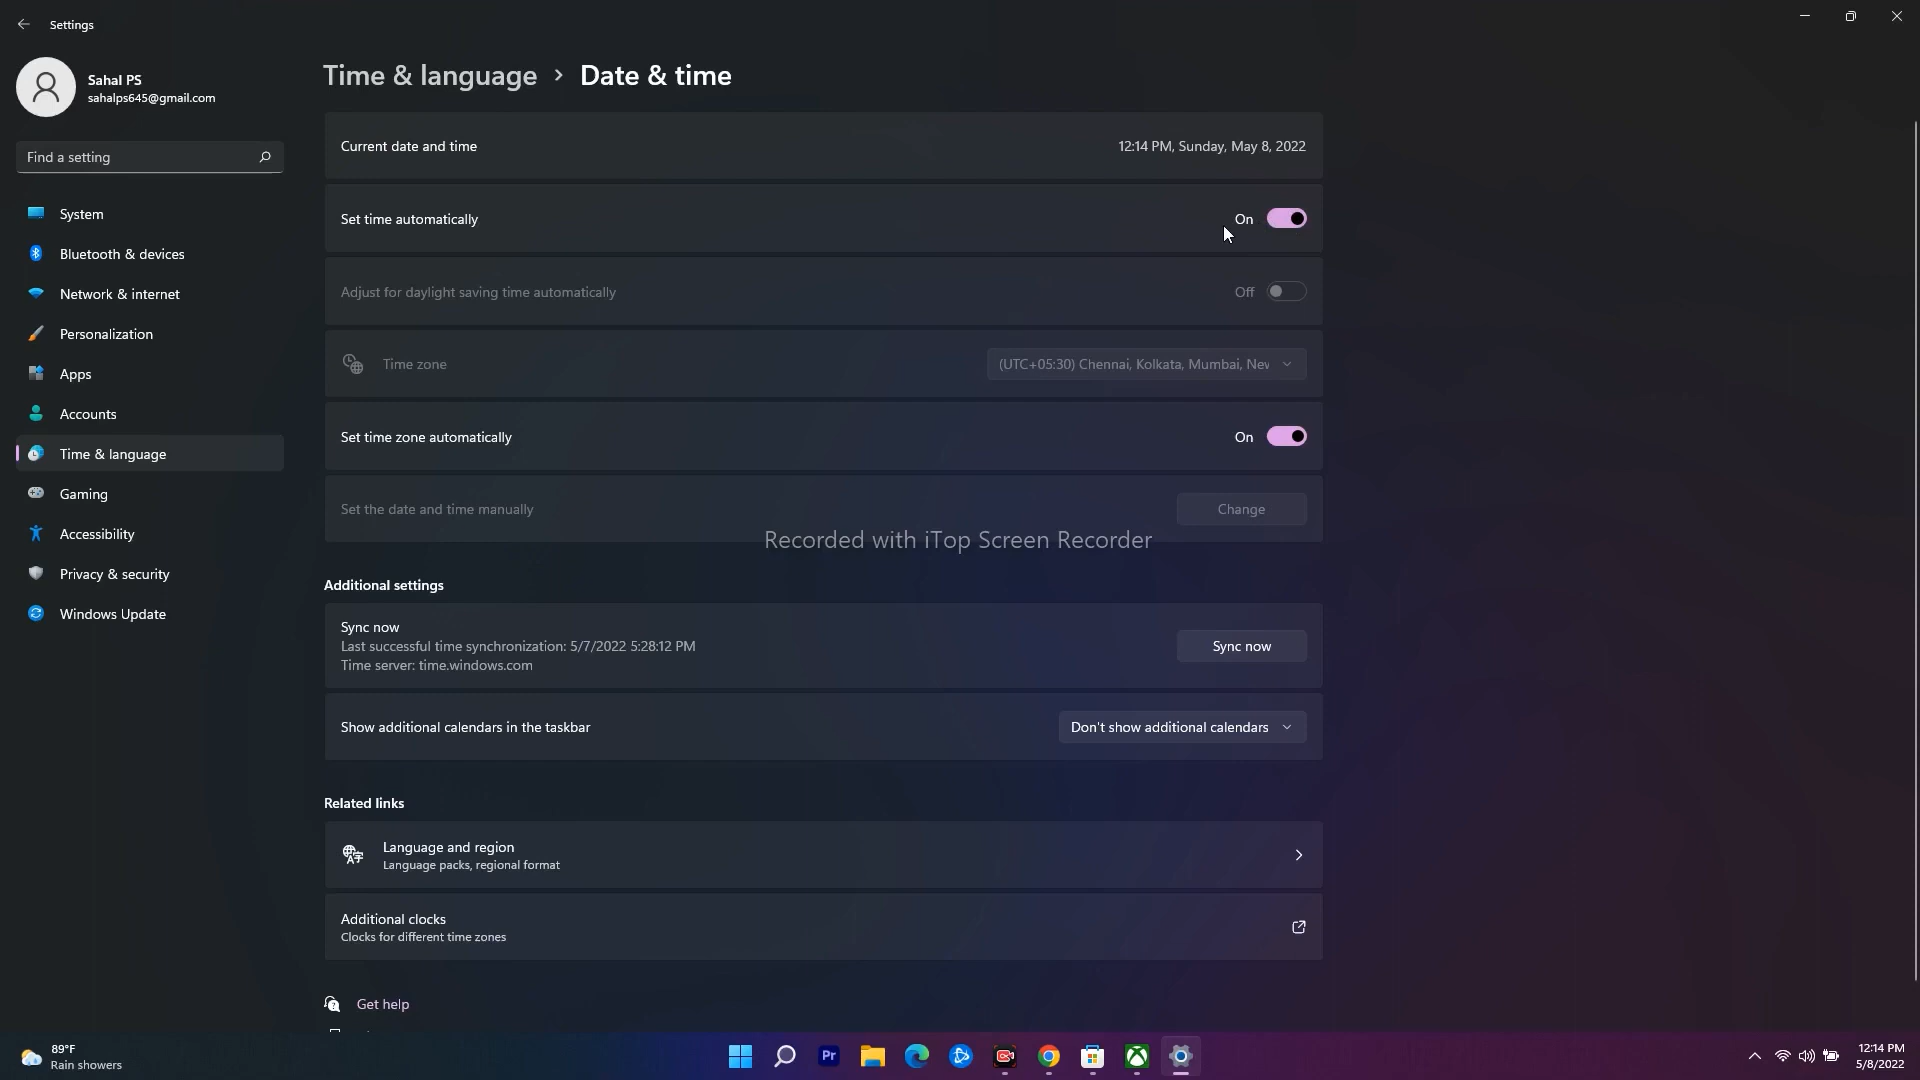 Settings
Sahal PS
sahalps645@gmail.com
Find a setting
System
Bluetooth & devices
Network & internet
Personalization
Apps
Accounts
Time & language
Gaming
Accessibility
Privacy & security
Windows Update
Time & language > Date & time
Current date and time 12:14 PM, Sunday, May 8, 2022
Set time automatically On
Adjust for daylight saving time automatically Off
Time zone (UTC+05:30) Chennai, Kolkata, Mumbai,
Set time zone automatically On
Set the date and time manually Change
Recorded with iTop Screen Recorder
Additional settings
Sync now
Last successful time synchronization: 5/7/2022 5:28:12 PM
Time server: time.windows.com
Sync now
Show additional calendars in the taskbar Don't show additional calendars
Related links
Language and region
Language packs, regional format
Additional clocks
Clocks for different time zones
Get help
89°F
Rain showers
Pr
12:14 PM
5/8/2022